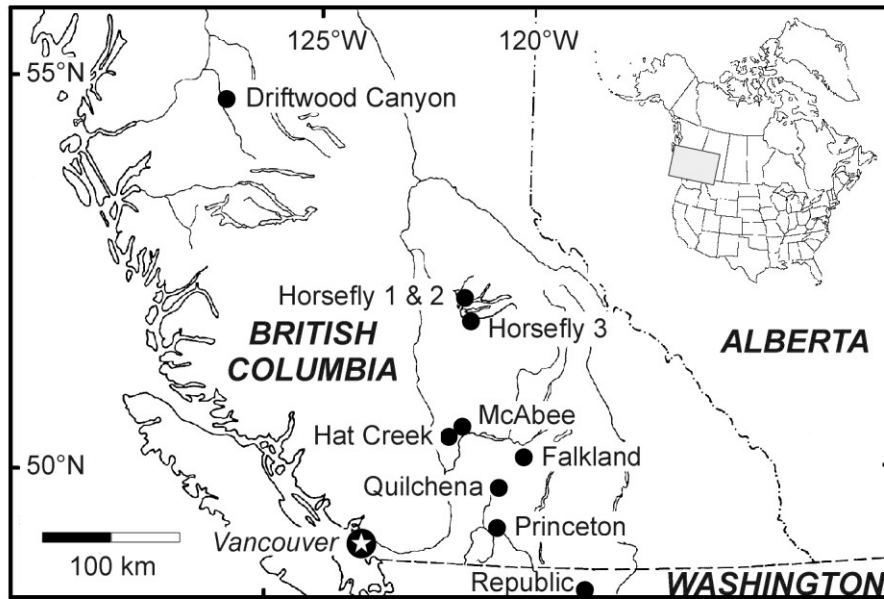 125°W
120°W
55°N
Driftwood Canyon
Horsefly 1 & 2
Horsefly 3
BRITISH
COLUMBIA
ALBERTA
McAbee
Hat Creek
Falkland
50°N
Quilchena
Princeton
Vancouver
100 km
Republic
WASHINGTON